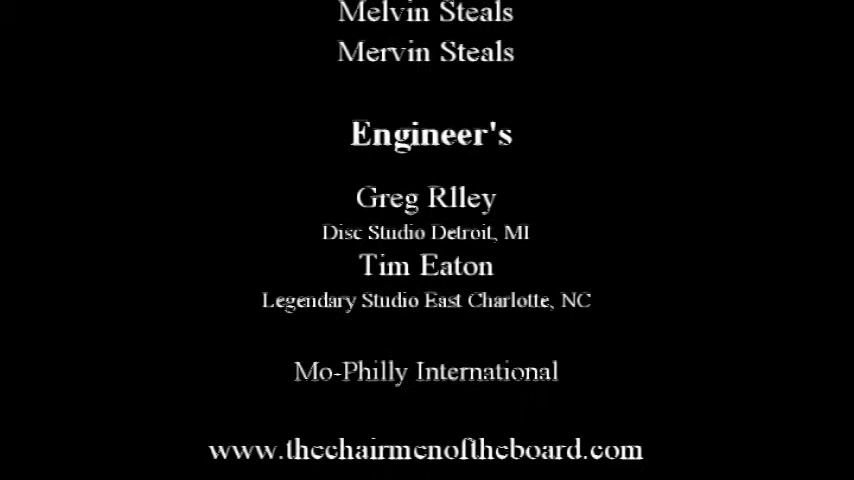 Melvin Steals
Mervin Steals
Engineer's
Greg RIley
Disc Studio Detroit, MI
Tim Eaton
Legendary Studio East Charlotte, NC
Mo-Philly International
www.thechairmenoftheboard.com